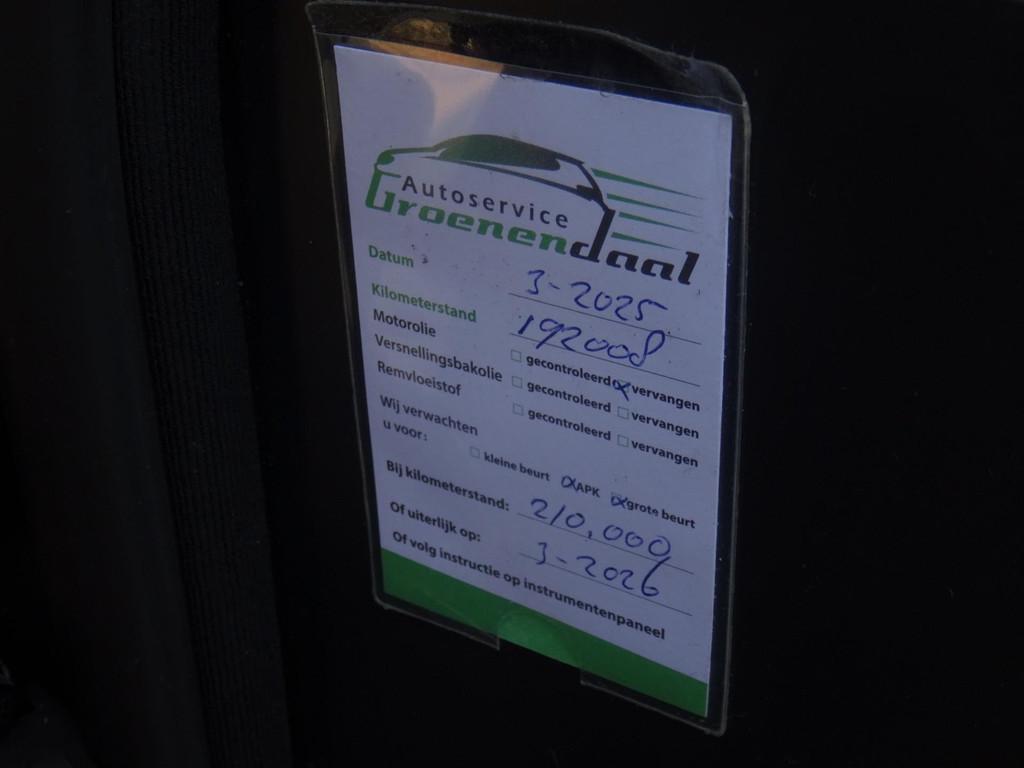 Autoservice
Groenendaal
Datum 3-2025
Kilometerstand 192008
Motorolie gecontroleerd vervangen
Versnellingsbakolie gecontroleerd vervangen
Remvloeistof gecontroleerd vervangen
Wij verwachten
u voor: kleine beurt APK grote beurt
Bij kilometerstand: 210,000
Of uiterlijk op: 3-2026
Of volg instructie op instrumentenpaneel